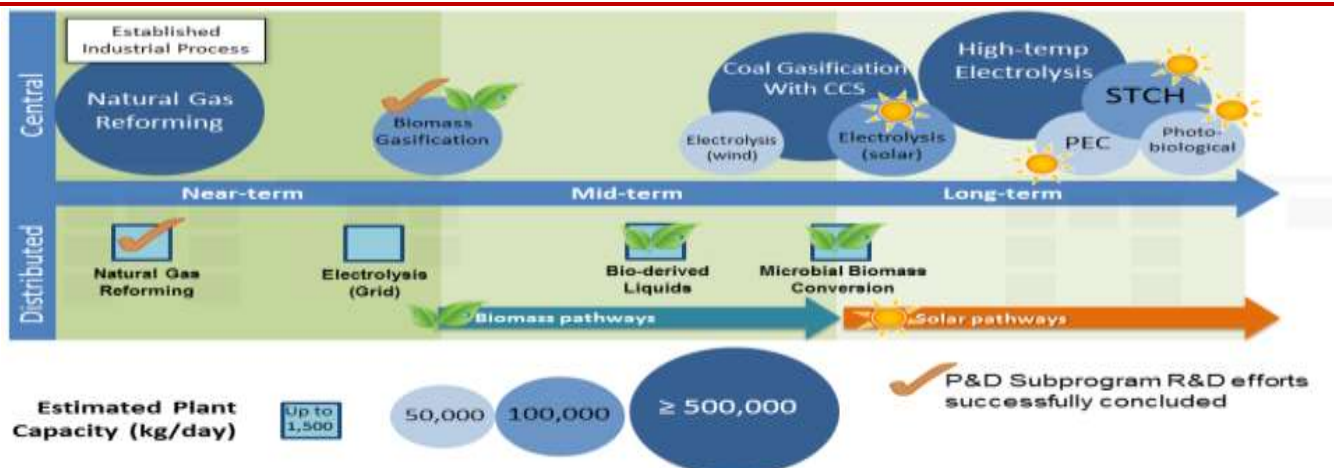 Established
Industrial Process
Central
Natural Gas
Reforming
Biomass
Gasification
Coal Gasification
With CCS
Electrolysis
(wind)
Electrolysis
(solar)
High-temp
Electrolysis
STCH
PEC
Photo-
biological
Near-term
Mid-term
Long-term
Distributed
Natural Gas
Reforming
Electrolysis
(Grid)
Bio-derived
Liquids
Microbial Biomass
Conversion
Biomass pathways
Solar pathways
Estimated Plant
Capacity (kg/day)
Up to
1,500
50,000
100,000
≥ 500,000
P&D Subprogram R&D efforts
successfully concluded